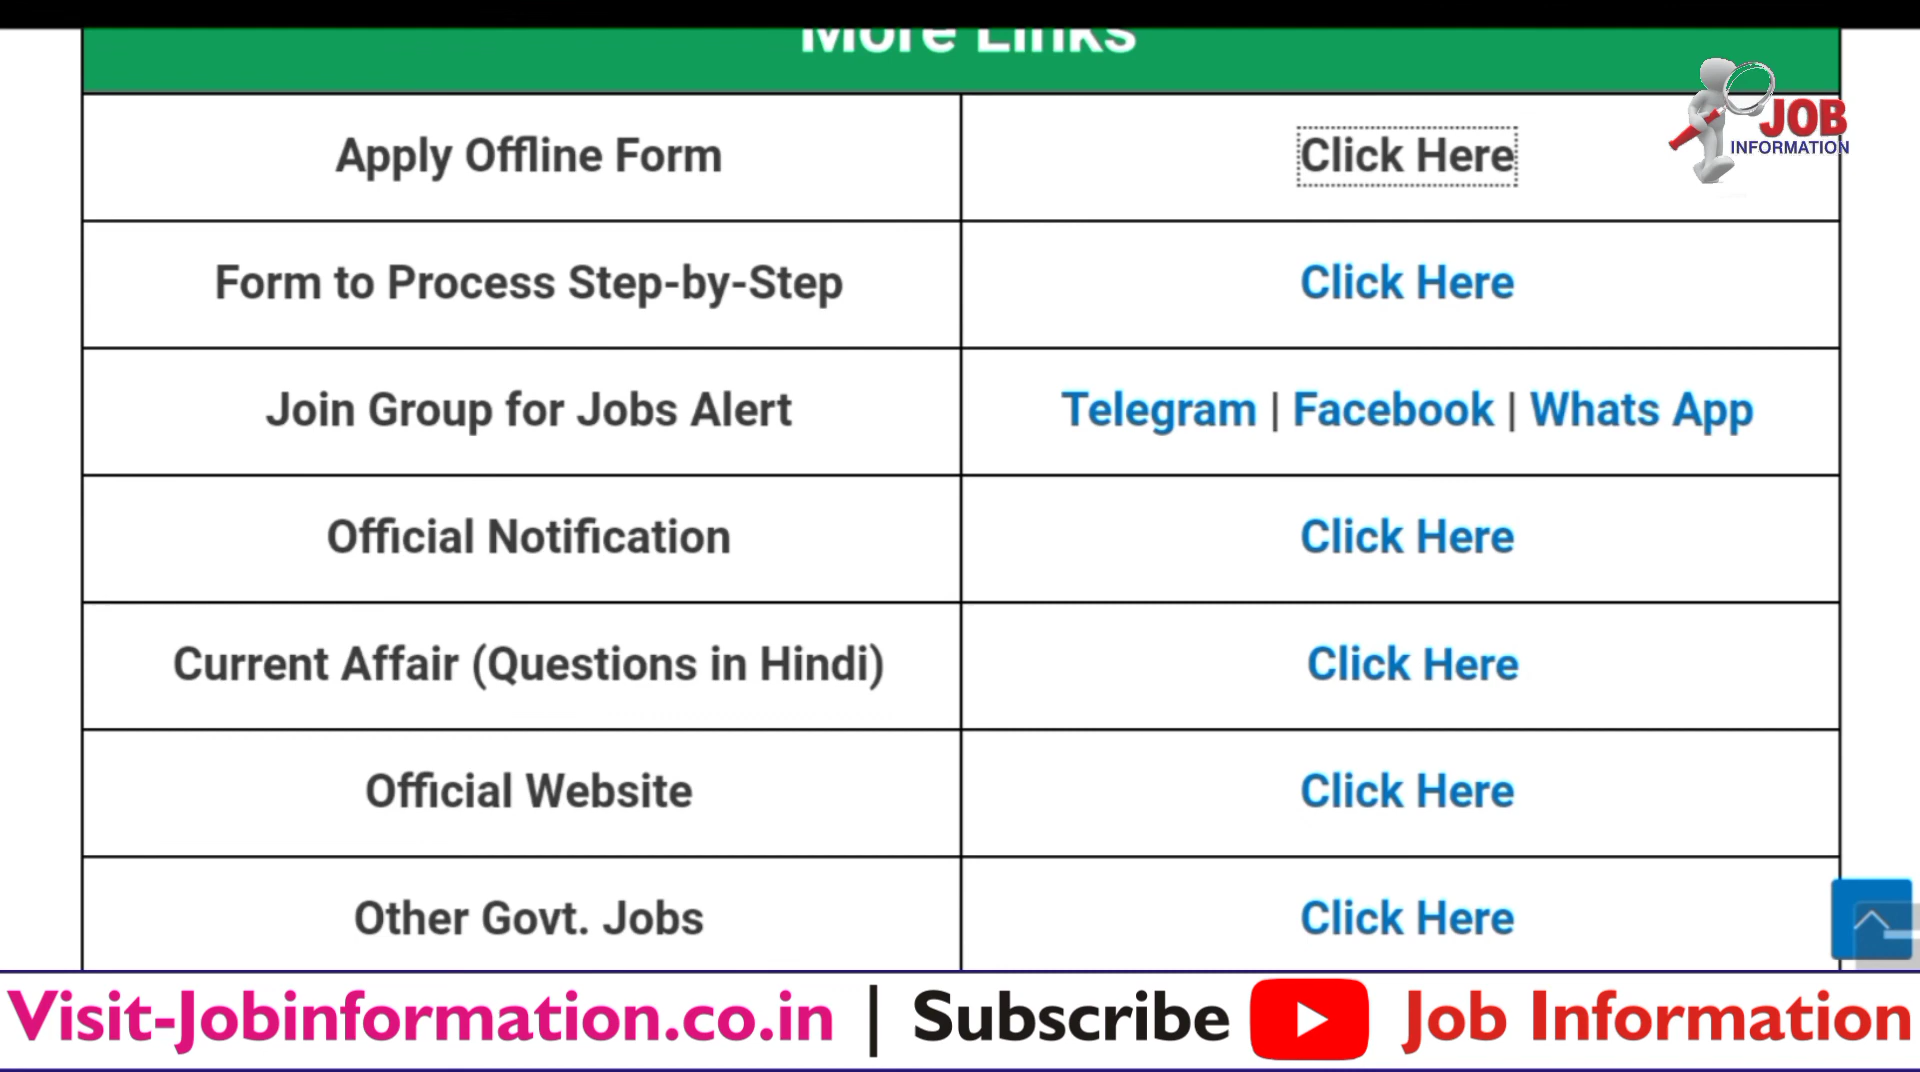 More Links
JOB
INFORMATION
Apply Offline Form Click Here
Form to Process Step-by-Step Click Here
Join Group for Jobs Alert Telegram | Facebook | Whats App
Official Notification Click Here
Current Affair (Questions in Hindi) Click Here
Official Website Click Here
Other Govt. Jobs Click Here
Visit-Jobinformation.co.in | Subscribe Job Information